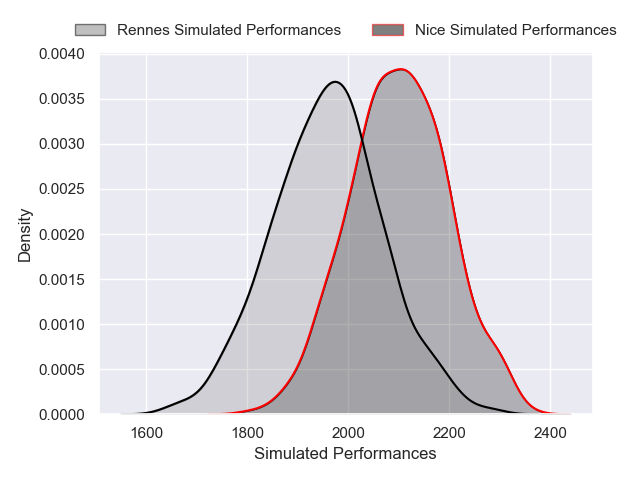 Rennes Simulated Performances Nice Simulated Performances
0.0040
0.0035
0.0030
0.0025
0.0020
0.0015
0.0010
0.0005
0.0000
Density
1600 1800 2000 2200 2400
Simulated Performances